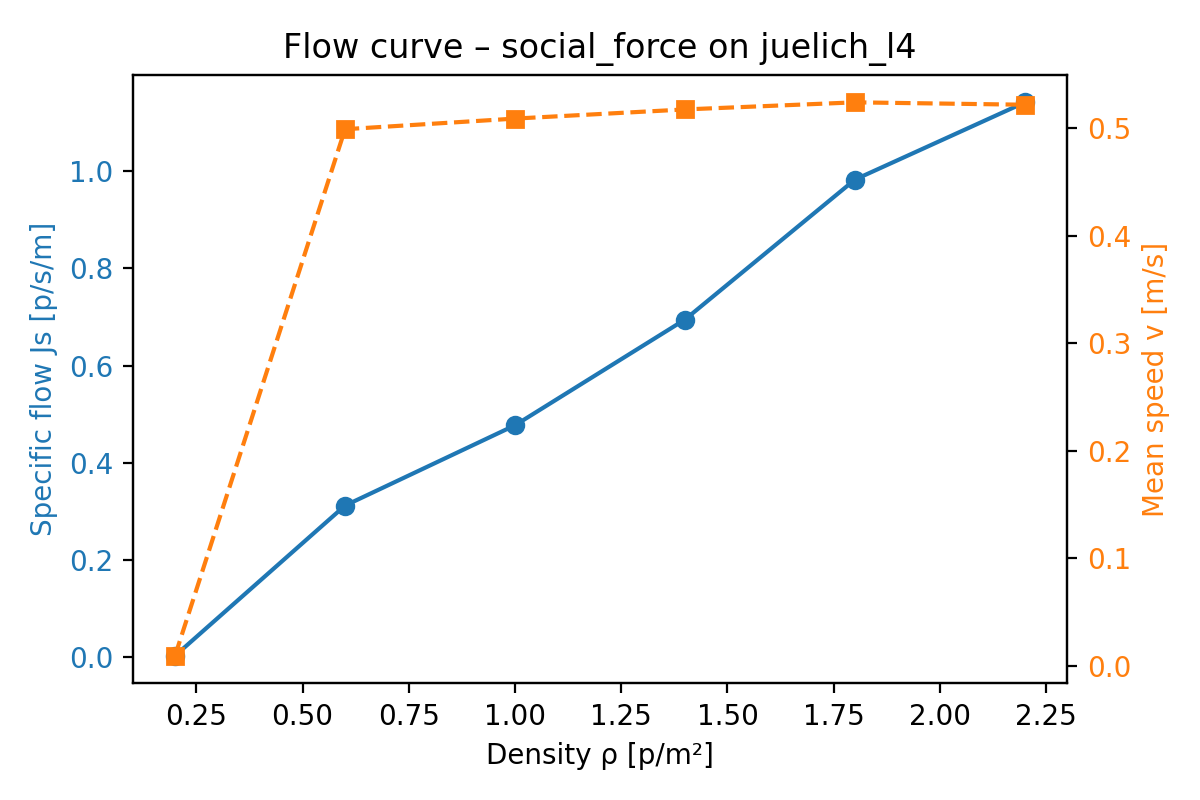 Flow curve – social_force on juelich_l4
Specific flow Js [p/s/m]
1.0
0.8
0.6
0.4
0.2
0.0
Mean speed v [m/s]
0.5
0.4
0.3
0.2
0.1
0.0
0.25 0.50 0.75 1.00 1.25 1.50 1.75 2.00 2.25
Density ρ [p/m²]